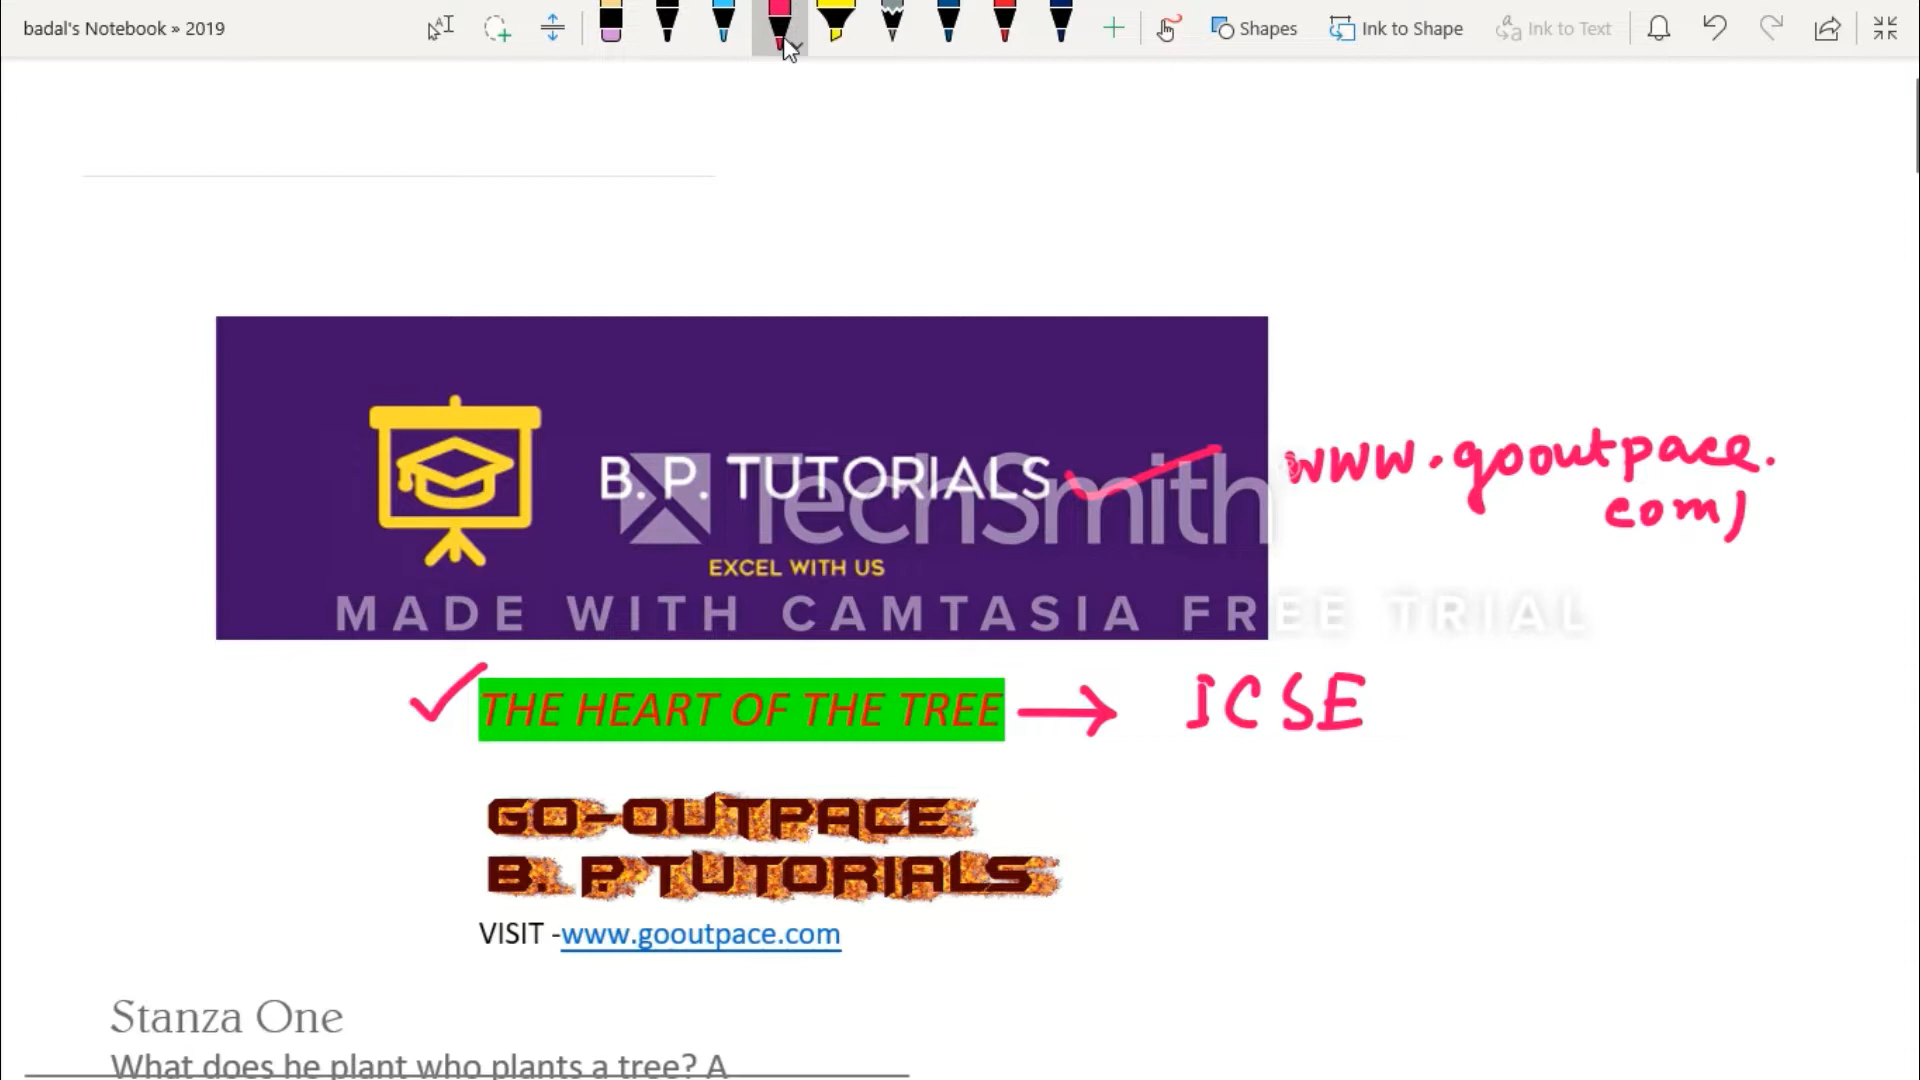 badal's Notebook » 2019
Shapes
Ink to Shape
Ink to Text
B. P. TUTORIALS
TechSmith
EXCEL WITH US
MADE WITH CAMTASIA FREE TRIAL
www.gooutpace.
com/
THE HEART OF THE TREE → ICSE
GO-OUTPACE
B. P TUTORIALS
VISIT -www.gooutpace.com
Stanza One
What does he plant who plants a tree? A